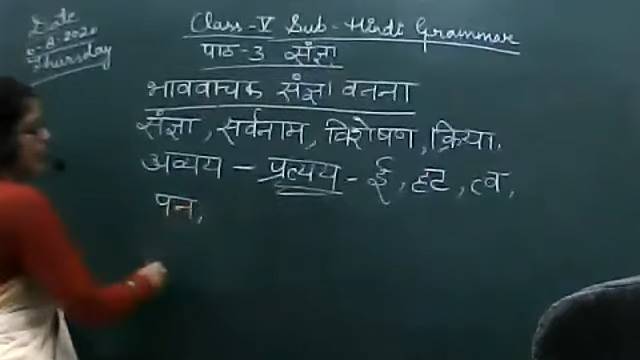 Date
6-8-2020
Thursday
Class-V Sub-Hindi Grammar
पाठ-3 संज्ञा
भाववाचक संज्ञा बनना
संज्ञा, सर्वनाम, विशेषण, क्रिया,
अव्यय - प्रत्यय - ई, हट, त्व,
पन,